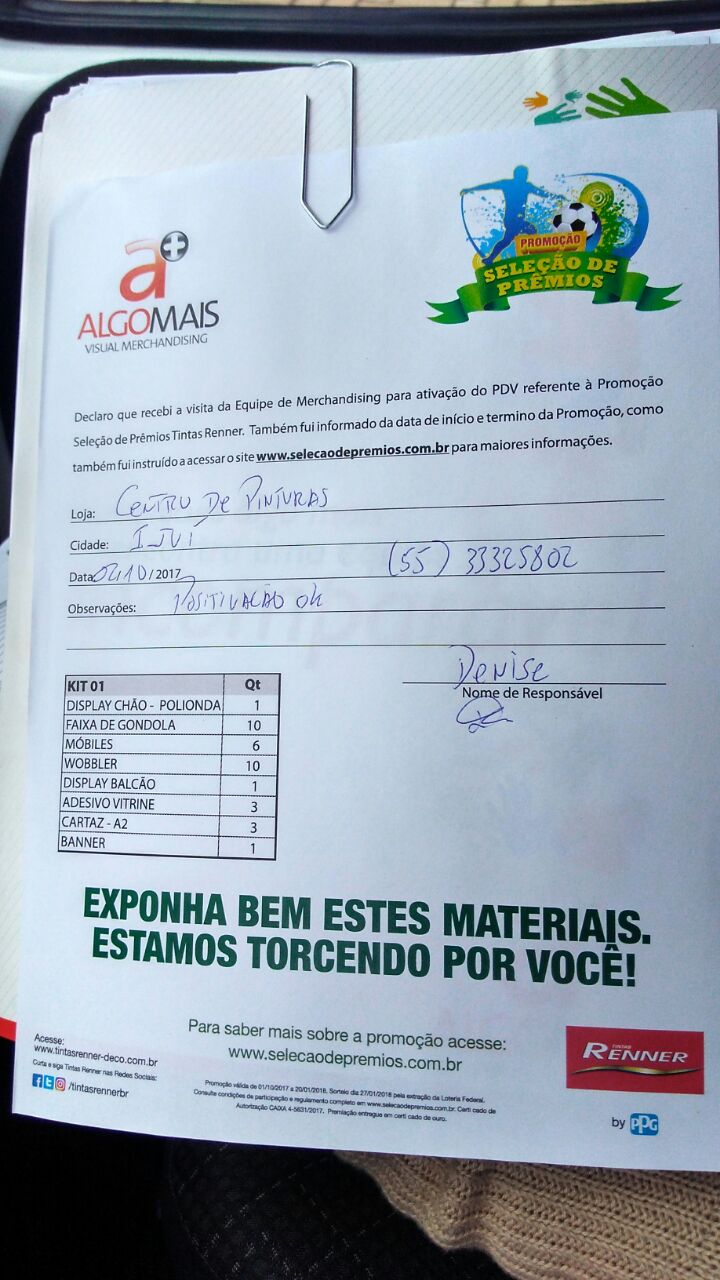 a+
ALGOMAIS
VISUAL MERCHANDISING
PROMOÇÃO
SELEÇÃO DE
PRÊMIOS
Declaro que recebi a visita da Equipe de Merchandising para ativação do PDV referente à Promoção
Seleção de Prêmios Tintas Renner. Também fui informado da data de início e termino da Promoção, como
também fui instruído a acessar o site www.selecaodepremios.com.br para maiores informações.
Loja: CENTRO DE PINTURAS
Cidade: IJUÍ
Data: 02/10/2017 (55) 33325802
Observações: POSITIVAÇÃO OK
DENISE
Nome de Responsável
KIT 01 Qt
DISPLAY CHÃO - POLIONDA 1
FAIXA DE GONDOLA 10
MÓBILES 6
WOBBLER 10
DISPLAY BALCÃO 1
ADESIVO VITRINE 3
CARTAZ - A2 3
BANNER 1
EXPONHA BEM ESTES MATERIAIS.
ESTAMOS TORCENDO POR VOCÊ!
Para saber mais sobre a promoção acesse:
www.selecaodepremios.com.br
Acesse:
www.tintasrenner-deco.com.br
Curta e siga Tintas Renner nas Redes Sociais:
/tintasrennerbr
Promoção válida de 01/10/2017 a 20/01/2018. Sorteio dia 27/01/2018 pela extração da Loteria Federal.
Consulte condições de participação e regulamento completo em www.selecaodepremios.com.br. Certi cado de
Autorização CAIXA 4-5631/2017. Premiação entregue em certi cado de ouro.
TINTAS
RENNER
by PPG